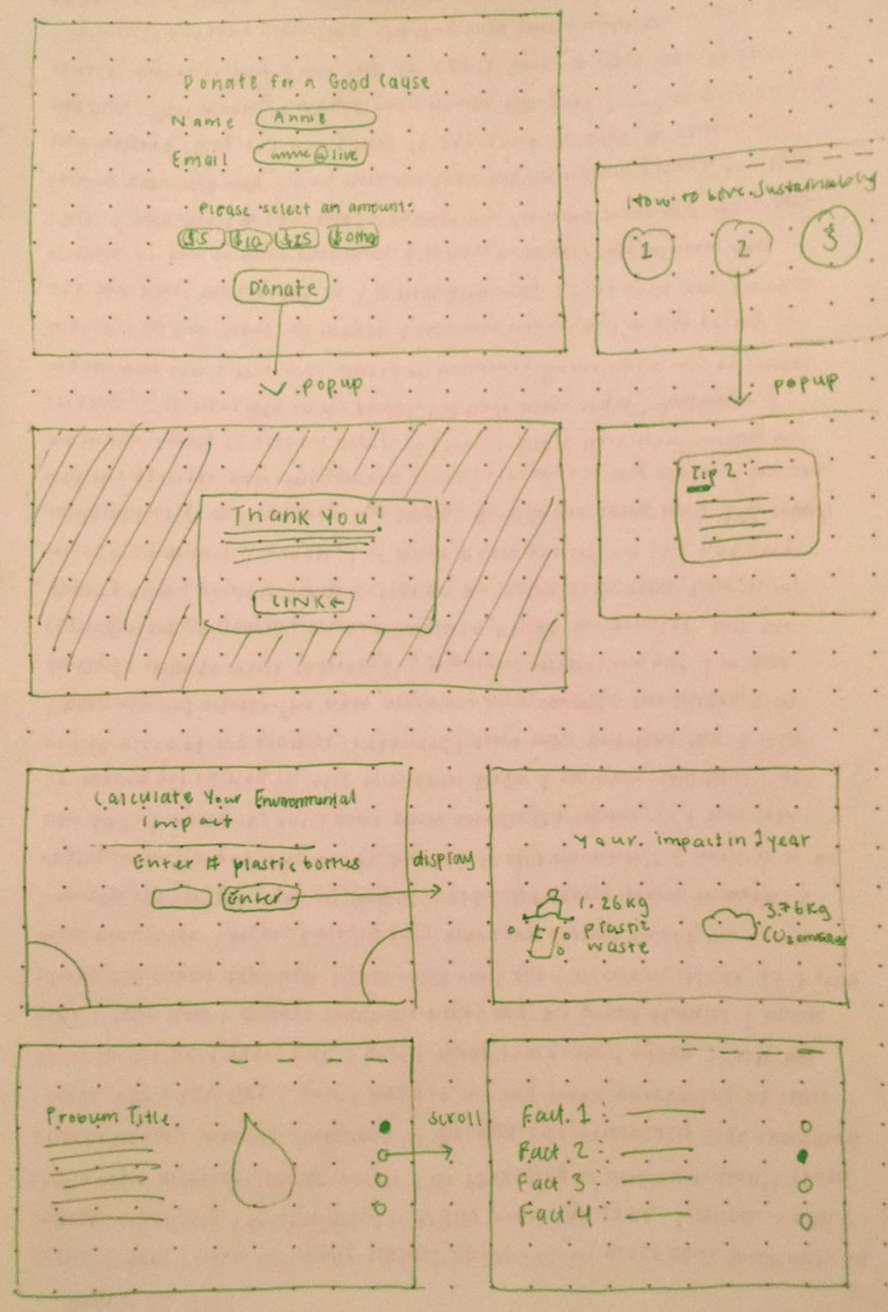 Donate for a Good Cause
Name Annie
Email annie@live
Please select an amount:
$5 $10 $25 $other
Donate
popup
Thank you!
LINK
How to Live Sustainably
1 2 3
popup
Tip 2:
Calculate Your Environmental
Impact
Enter # plastic bottles
Enter
display
Your impact in 1 year
1.26kg
plastic
waste
3.76kg
CO2 emissions
Problem Title
scroll
Fact 1:
Fact 2:
Fact 3:
Fact 4: